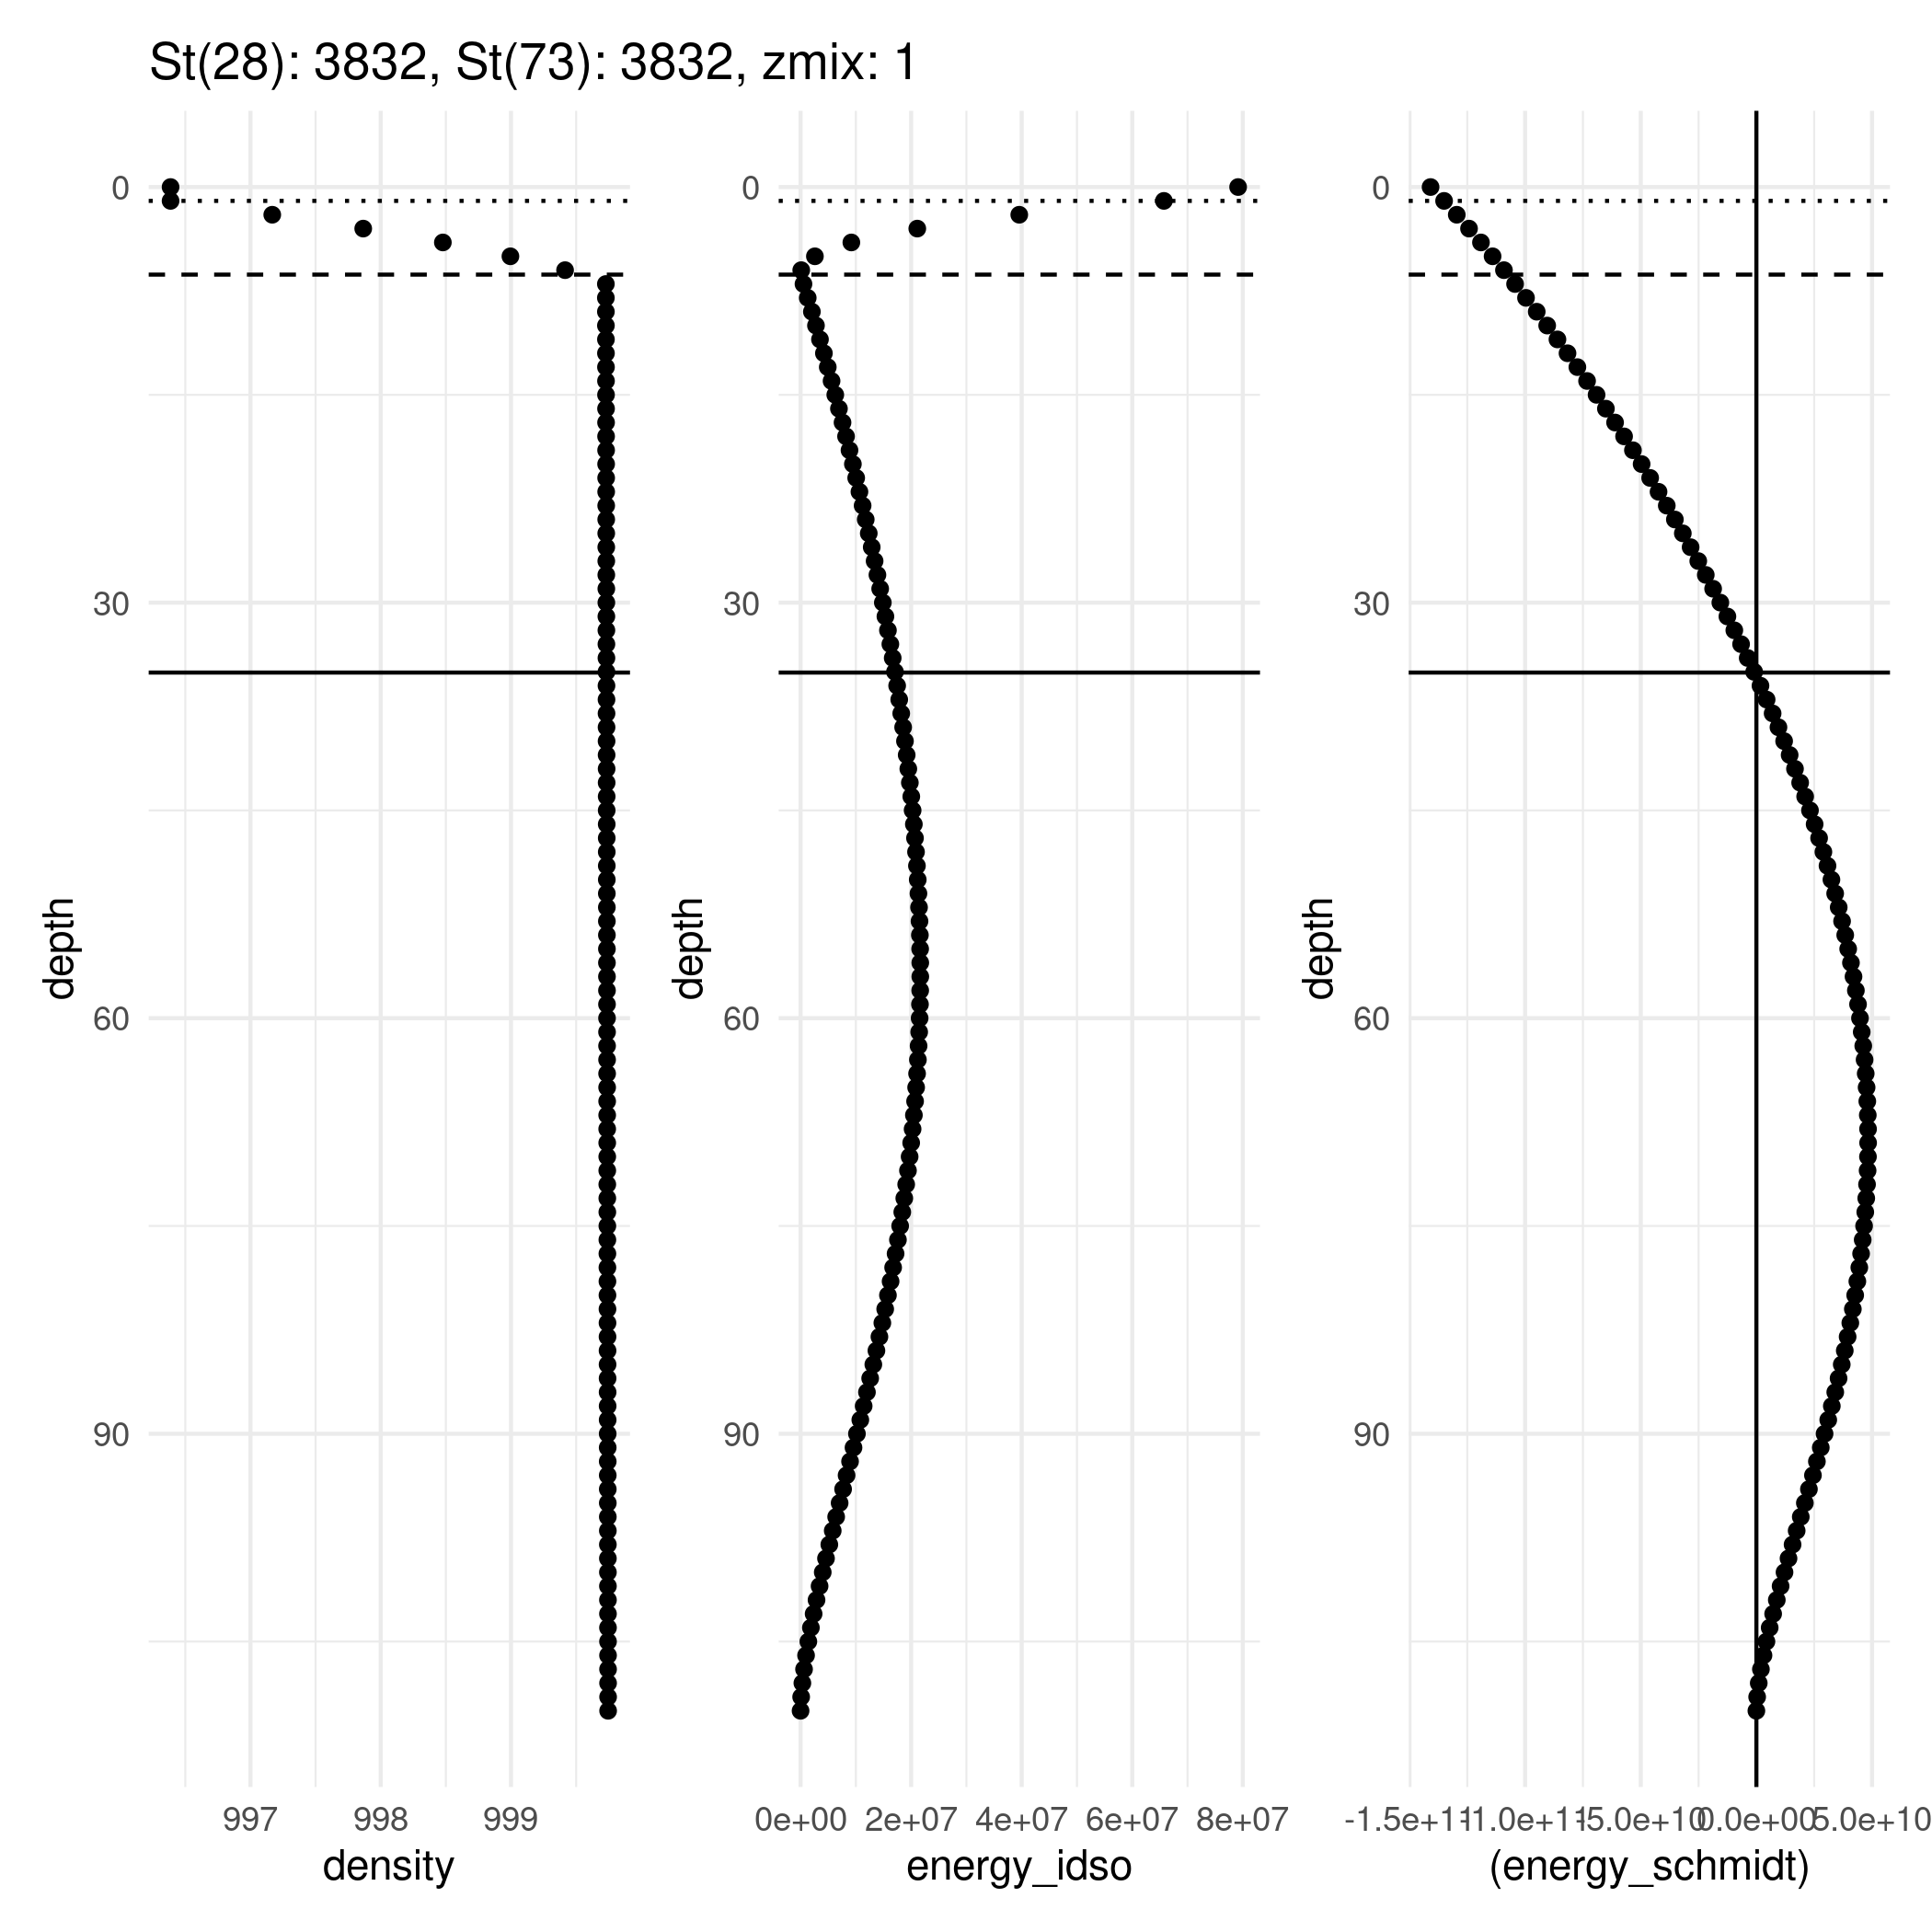 St(28): 3832, St(73): 3832, zmix: 1
0
30
60
90
depth
997 998 999
density
0
30
60
90
depth
0e+00 2e+07 4e+07 6e+07 8e+07
energy_idso
0
30
60
90
depth
-1.5e+11 -1.0e+11 -5.0e+10 0.0e+00 5.0e+10
(energy_schmidt)